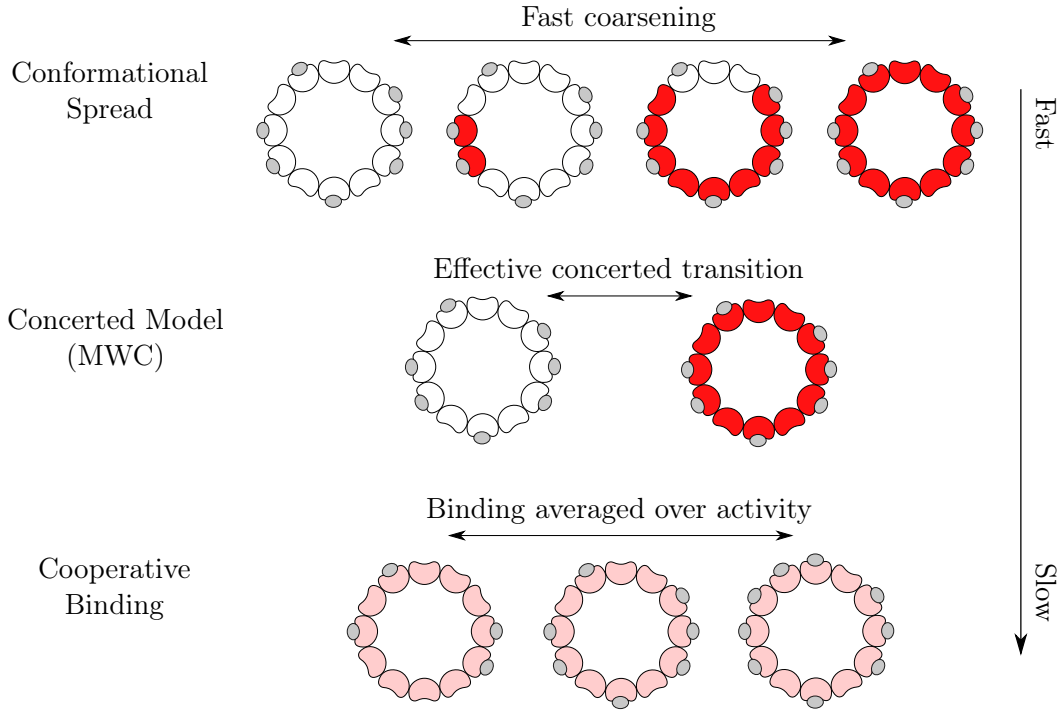 Fast coarsening
Conformational
Spread
Fast
Effective concerted transition
Concerted Model
(MWC)
Binding averaged over activity
Cooperative
Binding
Slow